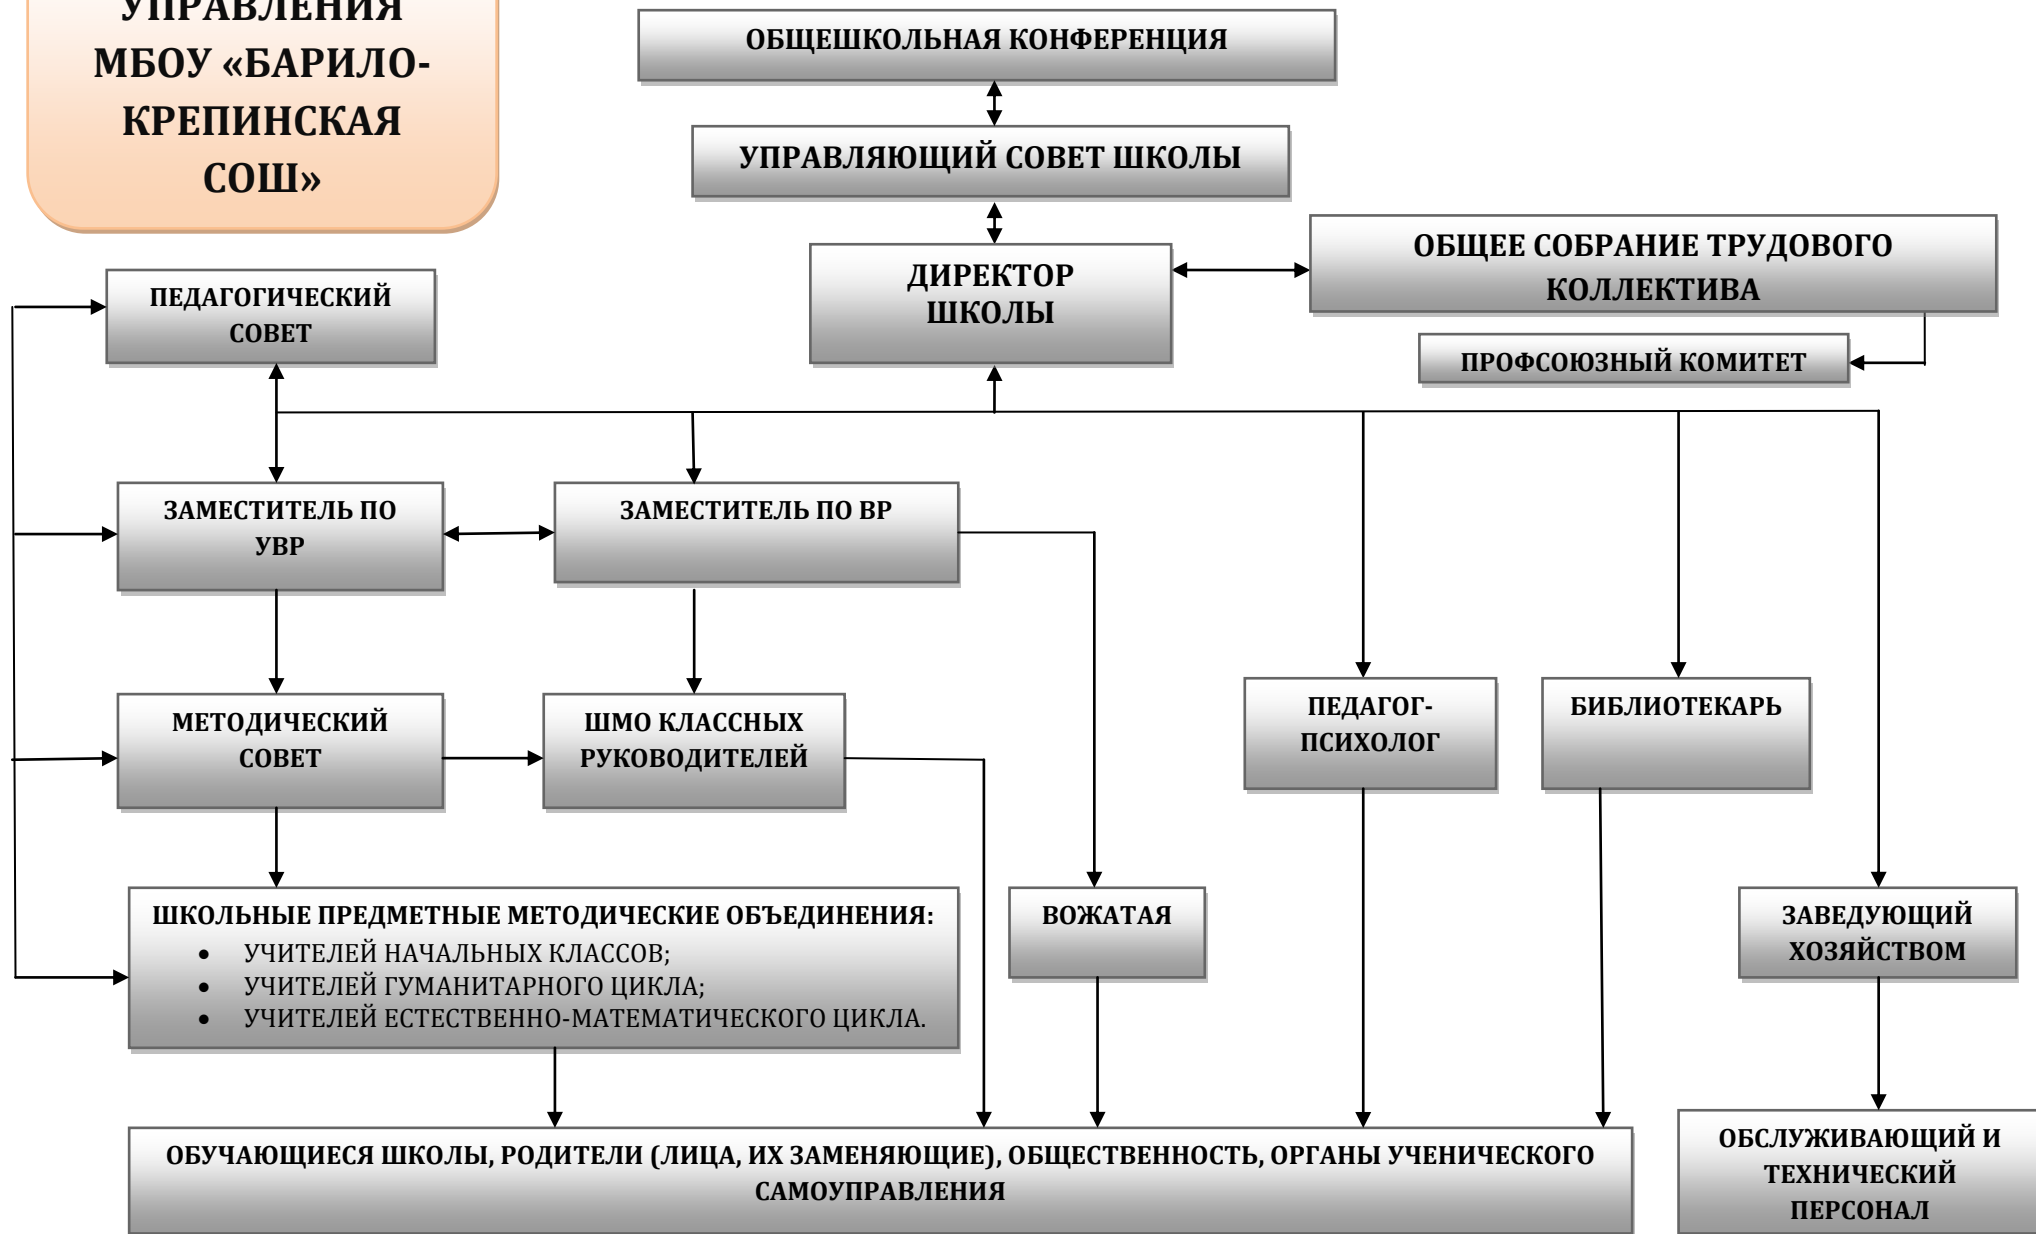 УПРАВЛЕНИЯ
МБОУ «БАРИЛО-
КРЕПИНСКАЯ
СОШ»
ОБЩЕШКОЛЬНАЯ КОНФЕРЕНЦИЯ
УПРАВЛЯЮЩИЙ СОВЕТ ШКОЛЫ
ДИРЕКТОР
ШКОЛЫ
ОБЩЕЕ СОБРАНИЕ ТРУДОВОГО
КОЛЛЕКТИВА
ПРОФСОЮЗНЫЙ КОМИТЕТ
ПЕДАГОГИЧЕСКИЙ
СОВЕТ
ЗАМЕСТИТЕЛЬ ПО
УВР
ЗАМЕСТИТЕЛЬ ПО ВР
МЕТОДИЧЕСКИЙ
СОВЕТ
ШМО КЛАССНЫХ
РУКОВОДИТЕЛЕЙ
ПЕДАГОГ-
ПСИХОЛОГ
БИБЛИОТЕКАРЬ
ШКОЛЬНЫЕ ПРЕДМЕТНЫЕ МЕТОДИЧЕСКИЕ ОБЪЕДИНЕНИЯ:
• УЧИТЕЛЕЙ НАЧАЛЬНЫХ КЛАССОВ;
• УЧИТЕЛЕЙ ГУМАНИТАРНОГО ЦИКЛА;
• УЧИТЕЛЕЙ ЕСТЕСТВЕННО-МАТЕМАТИЧЕСКОГО ЦИКЛА.
ВОЖАТАЯ
ЗАВЕДУЮЩИЙ
ХОЗЯЙСТВОМ
ОБУЧАЮЩИЕСЯ ШКОЛЫ, РОДИТЕЛИ (ЛИЦА, ИХ ЗАМЕНЯЮЩИЕ), ОБЩЕСТВЕННОСТЬ, ОРГАНЫ УЧЕНИЧЕСКОГО
САМОУПРАВЛЕНИЯ
ОБСЛУЖИВАЮЩИЙ И
ТЕХНИЧЕСКИЙ
ПЕРСОНАЛ